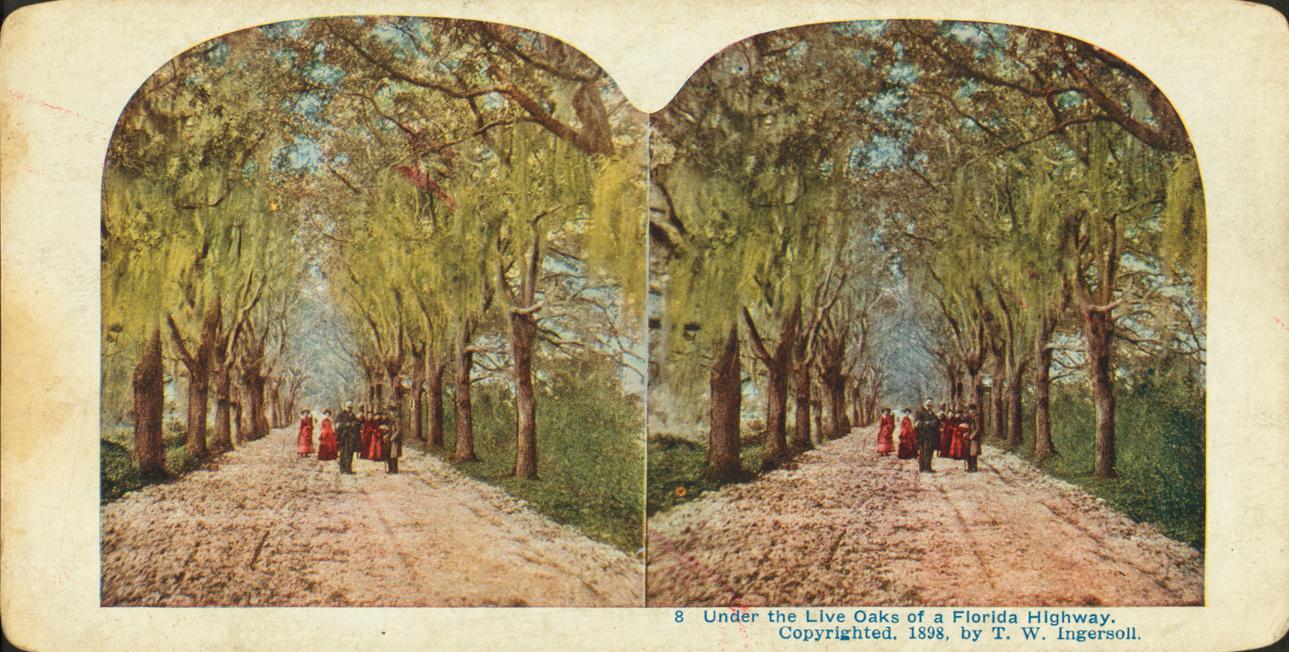 8 Under the Live Oaks of a Florida Highway.
Copyrighted, 1898, by T. W. Ingersoll.